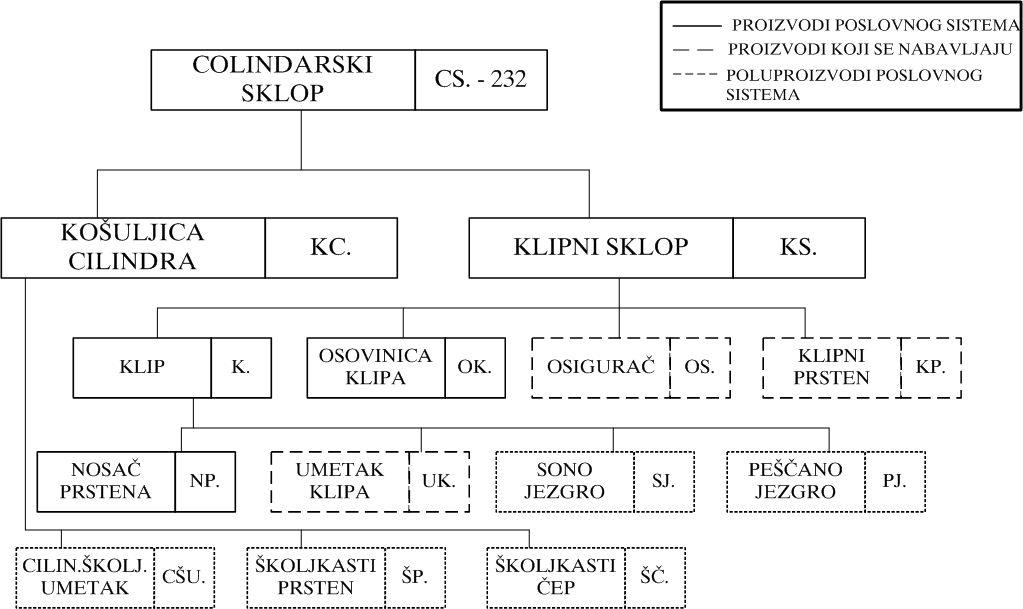 PROIZVODI POSLOVNOG SISTEMA
PROIZVODI KOJI SE NABAVLJAJU
POLUPROIZVODI POSLOVNOG
SISTEMA
COLINDARSKI
SKLOP
CS. - 232
KOŠULJICA
CILINDRA
KC.
KLIPNI SKLOP
KS.
KLIP
K.
OSOVINICA
KLIPA
OK.
OSIGURAČ
OS.
KLIPNI
PRSTEN
KP.
NOSAČ
PRSTENA
NP.
UMETAK
KLIPA
UK.
SONO
JEZGRO
SJ.
PEŠČANO
JEZGRO
PJ.
CILIN.ŠKOLJ.
UMETAK
CŠU.
ŠKOLJKASTI
PRSTEN
ŠP.
ŠKOLJKASTI
ČEP
ŠČ.